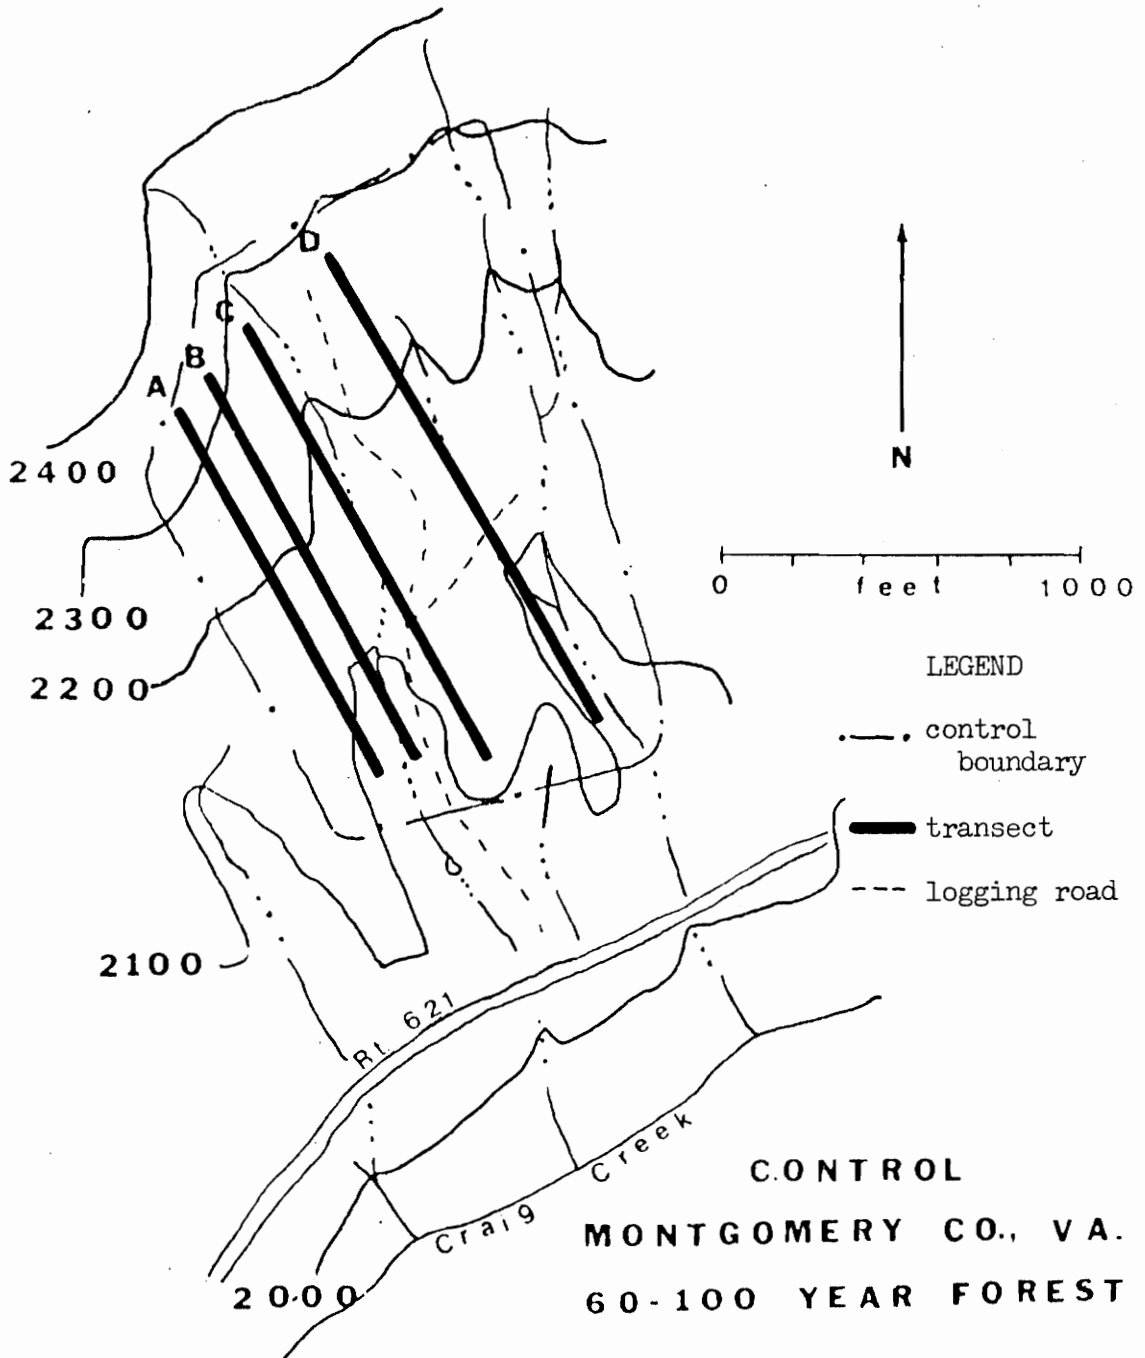 D
C
B
A
2400
N
0 feet 1000
2300
2200
LEGEND
control
boundary
transect
logging road
2100
Rt. 621
Craig Creek
CONTROL
MONTGOMERY CO., VA.
2000
60-100 YEAR FOREST